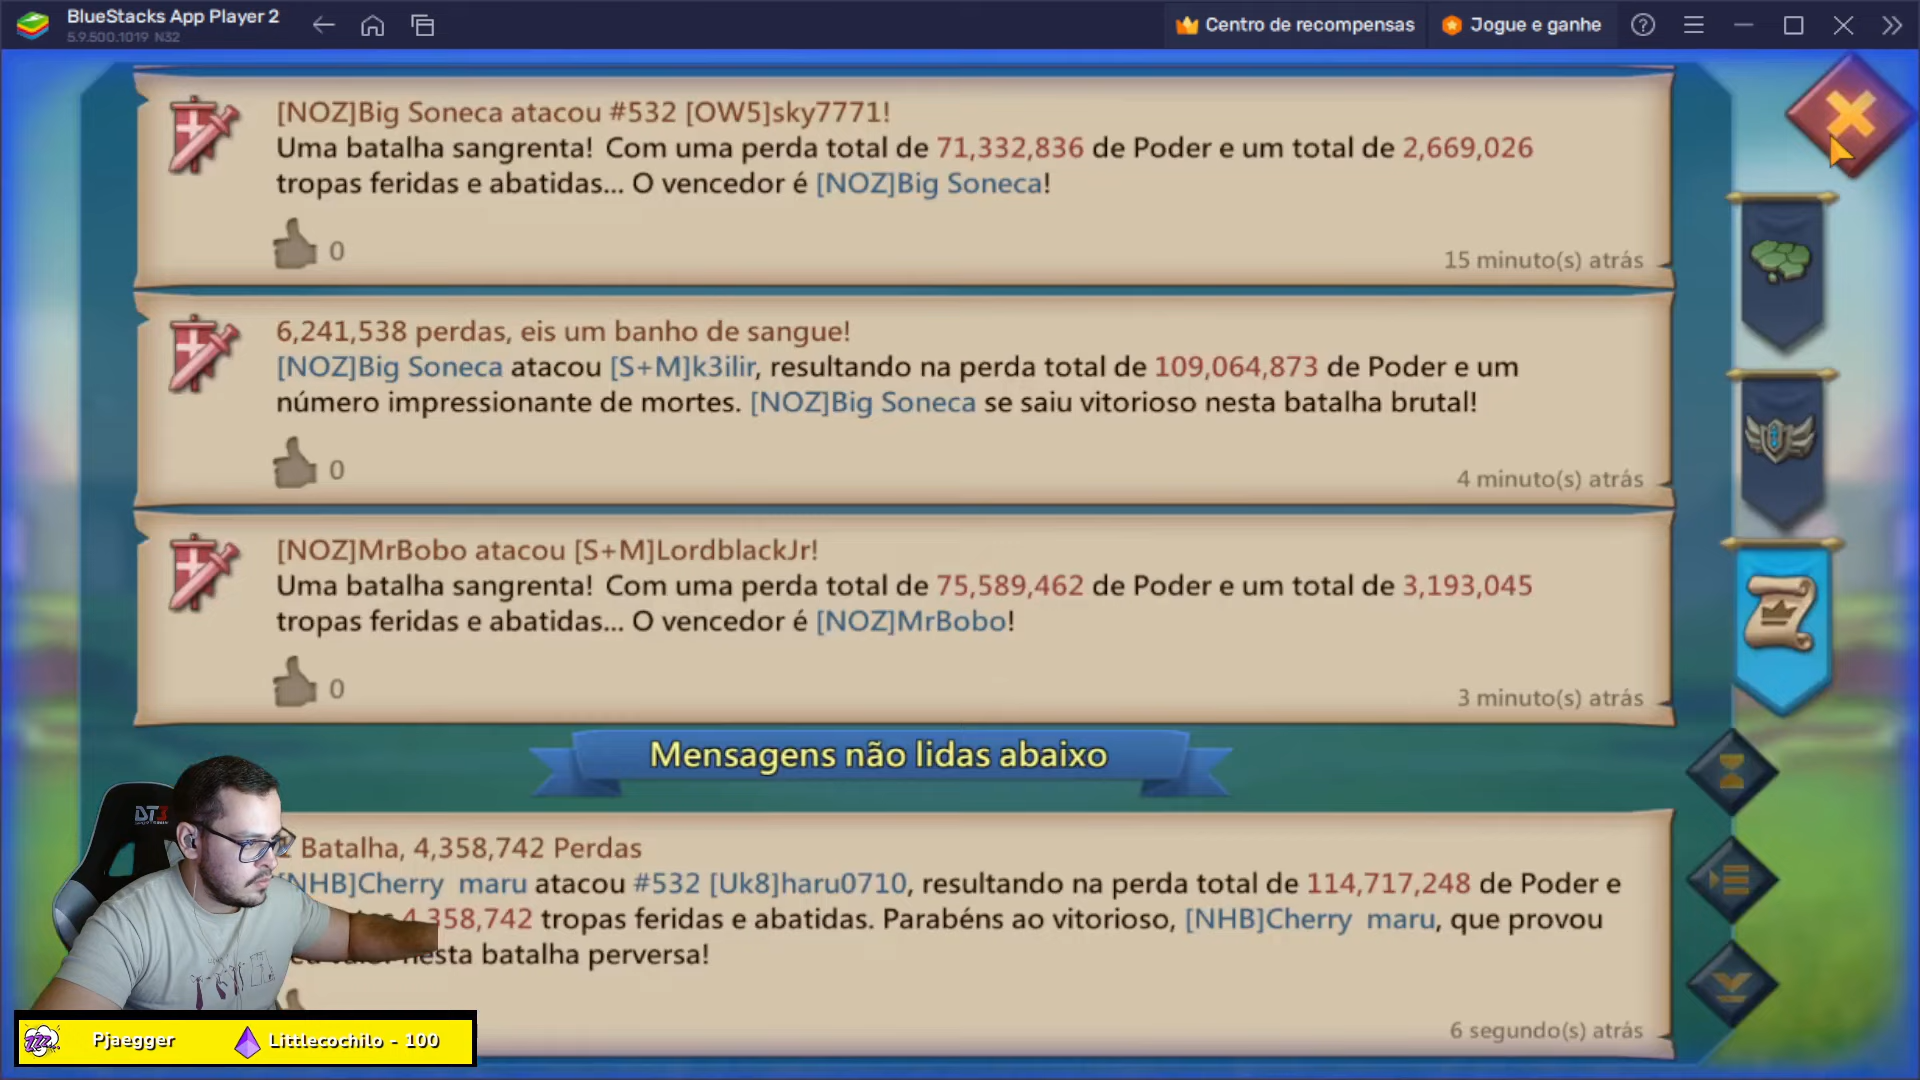 BlueStacks App Player 2
5.9.500.1019 N32
Centro de recompensas
Jogue e ganhe
[NOZ]Big Soneca atacou #532 [OW5]sky7771!
Uma batalha sangrenta! Com uma perda total de 71,332,836 de Poder e um total de 2,669,026
tropas feridas e abatidas... O vencedor é [NOZ]Big Soneca!
0
15 minuto(s) atrás
6,241,538 perdas, eis um banho de sangue!
[NOZ]Big Soneca atacou [S+M]k3ilir, resultando na perda total de 109,064,873 de Poder e um
número impressionante de mortes. [NOZ]Big Soneca se saiu vitorioso nesta batalha brutal!
0
4 minuto(s) atrás
[NOZ]MrBobo atacou [S+M]LordblackJr!
Uma batalha sangrenta! Com uma perda total de 75,589,462 de Poder e um total de 3,193,045
tropas feridas e abatidas... O vencedor é [NOZ]MrBobo!
0
3 minuto(s) atrás
Mensagens não lidas abaixo
Batalha, 4,358,742 Perdas
[NHB]Cherry maru atacou #532 [Uk8]haru0710, resultando na perda total de 114,717,248 de Poder e
4,358,742 tropas feridas e abatidas. Parabéns ao vitorioso, [NHB]Cherry maru, que provou
nesta batalha perversa!
6 segundo(s) atrás
DT3
Pjaegger
Littlecochilo - 100